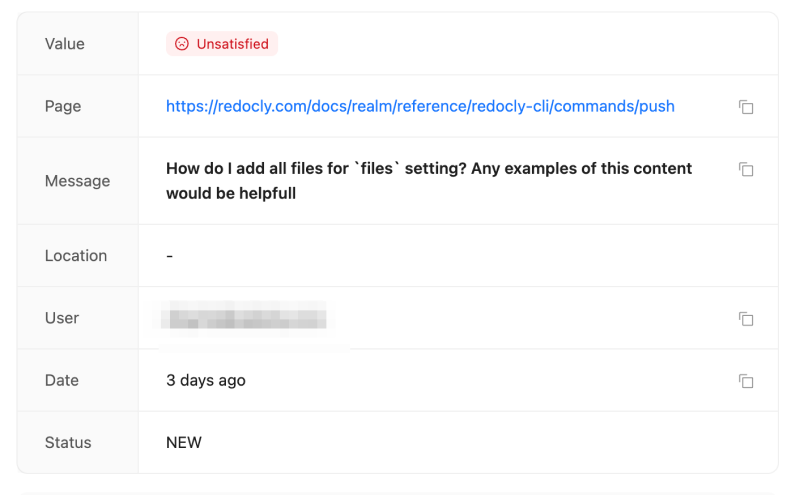 Value
Unsatisfied
Page
https://redocly.com/docs/realm/reference/redocly-cli/commands/push
Message
How do I add all files for `files` setting? Any examples of this content
would be helpfull
Location
-
User
Date
3 days ago
Status
NEW